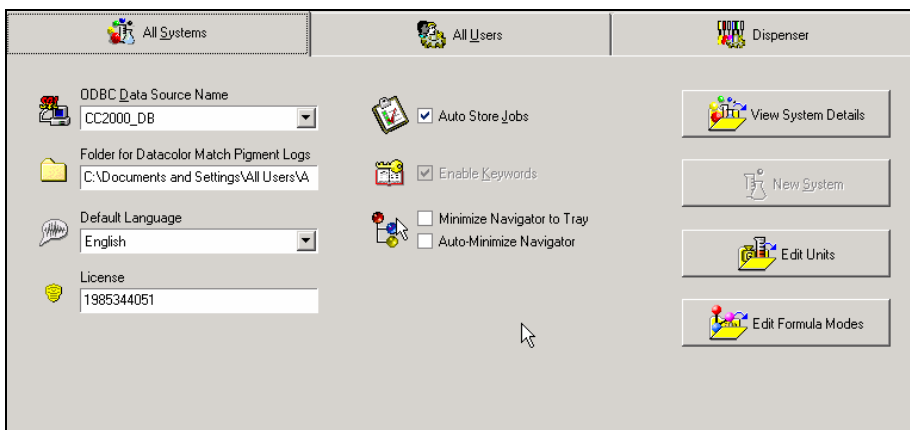 All Systems
All Users
Dispenser
ODBC Data Source Name
CC2000_DB
Folder for Datacolor Match Pigment Logs
C:\Documents and Settings\All Users\A
Default Language
English
License
1985344051
Auto Store Jobs
Enable Keywords
Minimize Navigator to Tray
Auto-Minimize Navigator
View System Details
New System
Edit Units
Edit Formula Modes